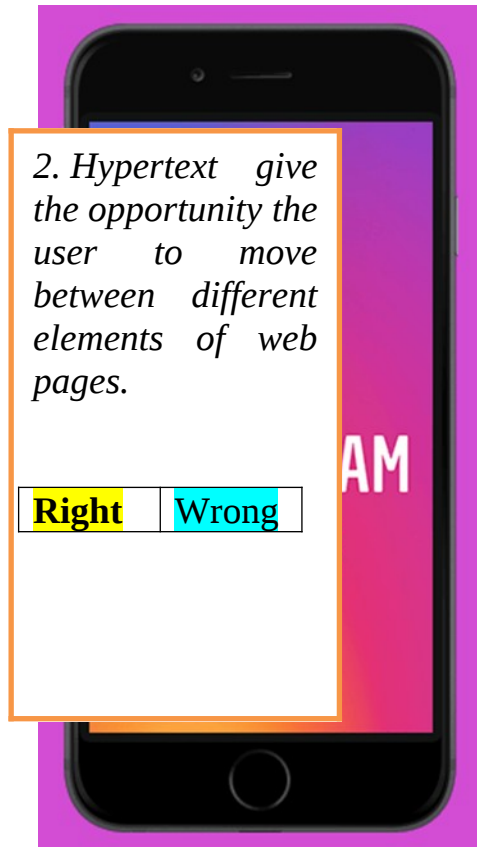 2. Hypertext give
the opportunity the
user to move
between different
elements of web
pages.
AM
Right Wrong